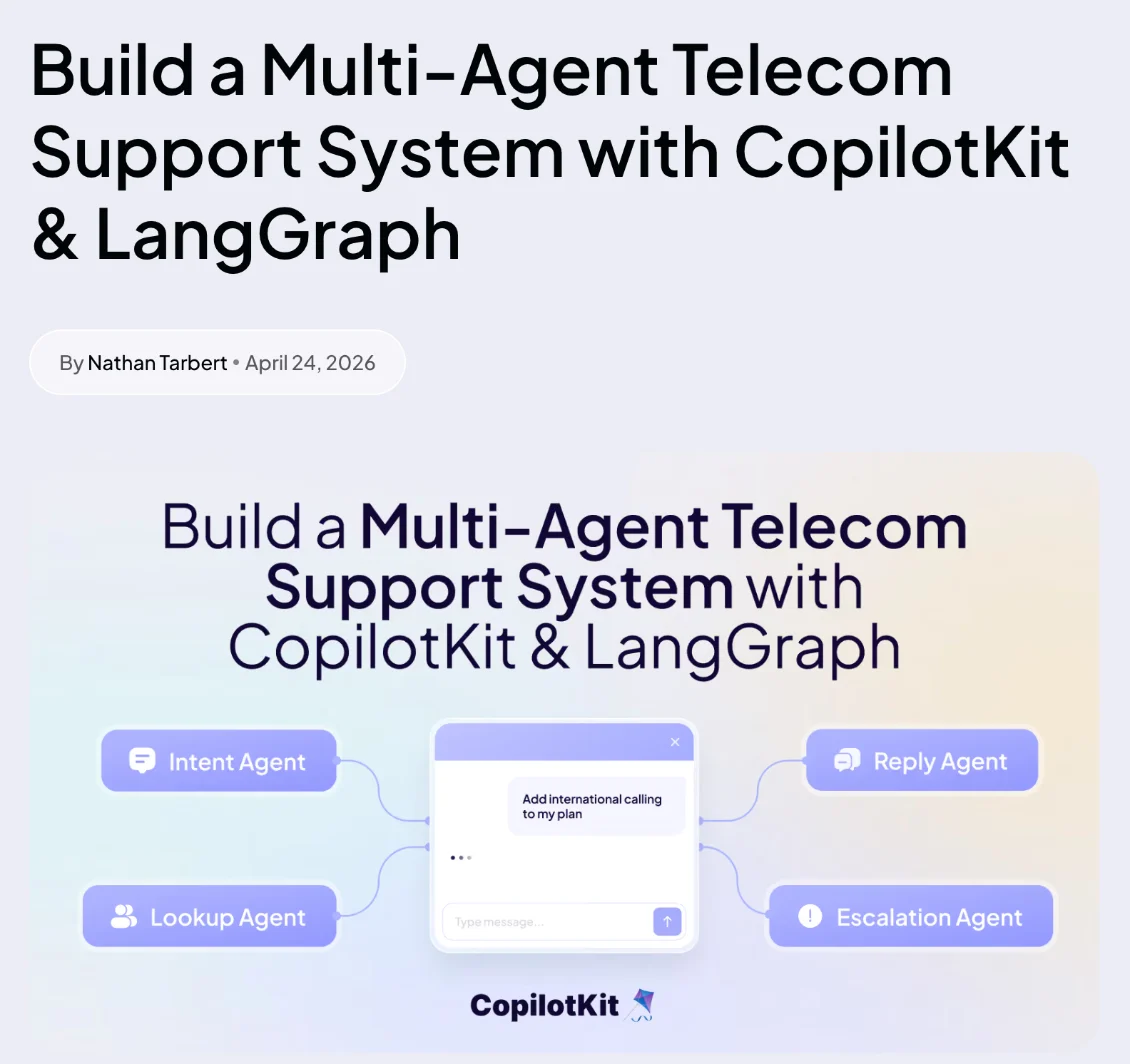 Build a Multi-Agent Telecom
Support System with CopilotKit
& LangGraph
By Nathan Tarbert • April 24, 2026
Build a Multi-Agent Telecom
Support System with
CopilotKit & LangGraph
Intent Agent
Add international calling
to my plan
Reply Agent
Lookup Agent
Type message...
Escalation Agent
CopilotKit